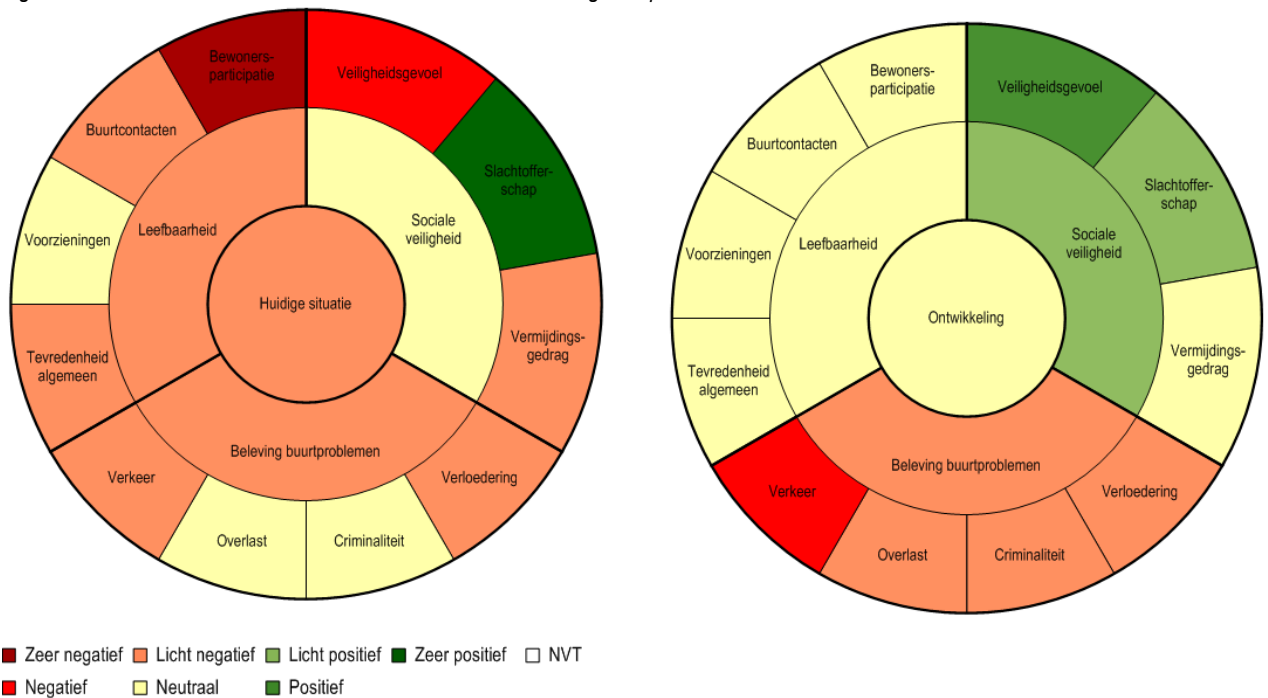 Bewoners-
participatie
Veiligheidsgevoel
Buurtcontacten
Slachtoffer-
schap
Voorzieningen
Leefbaarheid
Sociale
veiligheid
Huidige situatie
Tevredenheid
algemeen
Vermijdings-
gedrag
Beleving buurtproblemen
Verkeer
Verloedering
Overlast
Criminaliteit
Bewoners-
participatie
Veiligheidsgevoel
Buurtcontacten
Slachtoffer-
schap
Voorzieningen
Leefbaarheid
Sociale
veiligheid
Ontwikkeling
Tevredenheid
algemeen
Vermijdings-
gedrag
Beleving buurtproblemen
Verkeer
Verloedering
Overlast
Criminaliteit
Zeer negatief Licht negatief Licht positief Zeer positief NVT
Negatief Neutraal Positief